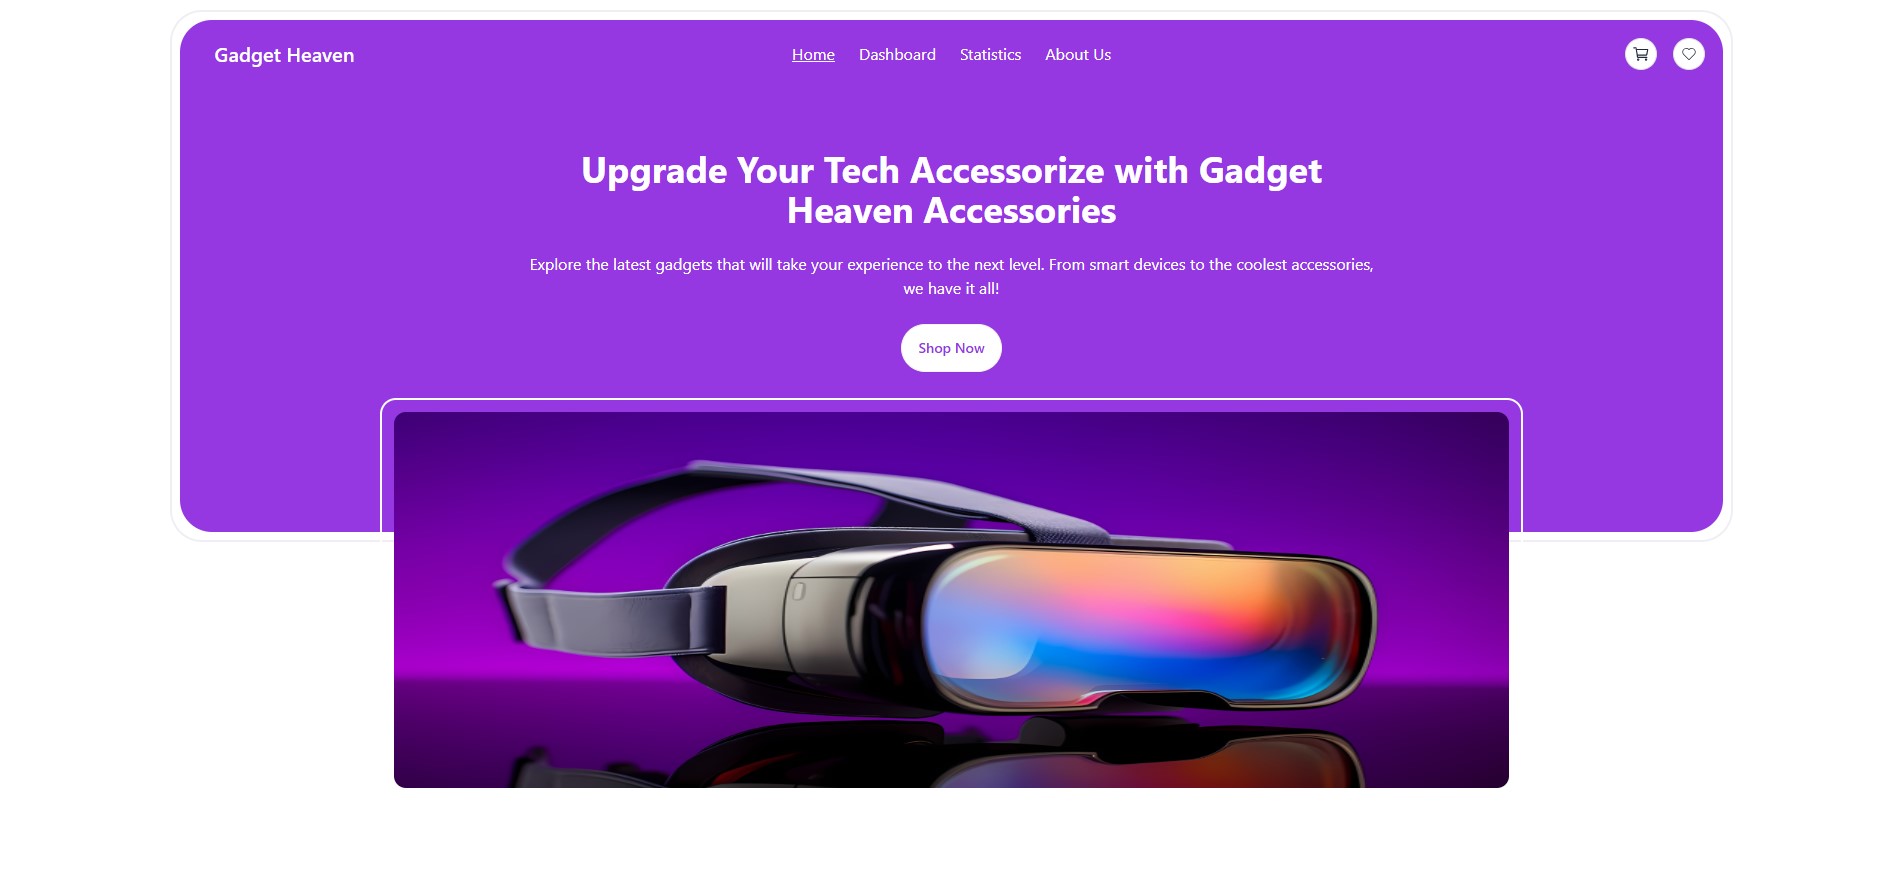 Gadget Heaven
Home Dashboard Statistics About Us
Upgrade Your Tech Accessorize with Gadget
Heaven Accessories
Explore the latest gadgets that will take your experience to the next level. From smart devices to the coolest accessories,
we have it all!
Shop Now